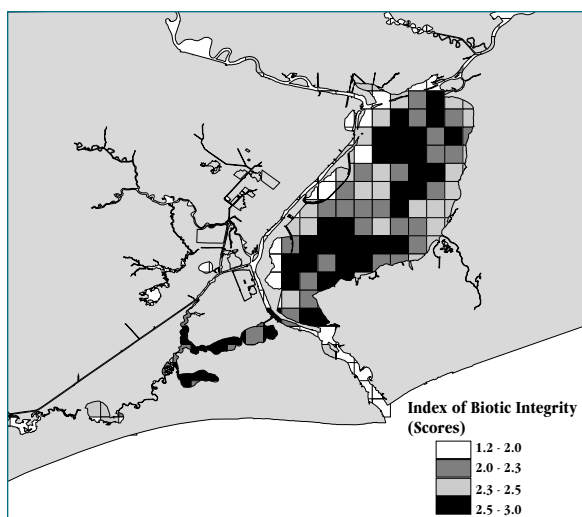 Index of Biotic Integrity
(Scores)
1.2 - 2.0
2.0 - 2.3
2.3 - 2.5
2.5 - 3.0